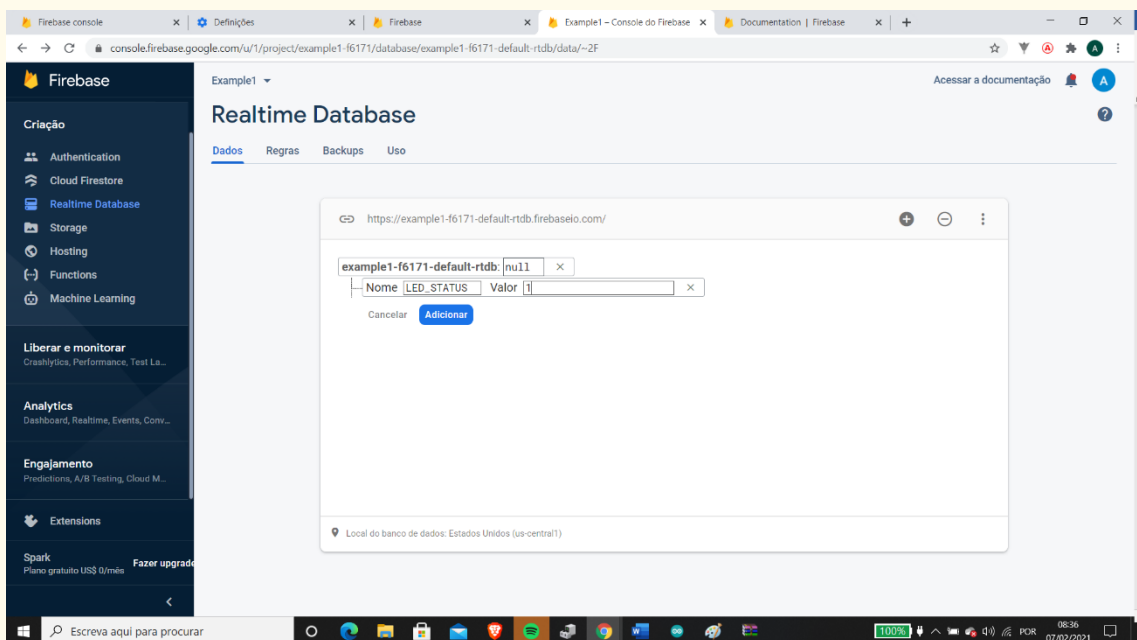 Firebase console
Definições
Firebase
Example1 – Console do Firebase
Documentation | Firebase
console.firebase.google.com/u/1/project/example1-f6171/database/example1-f6171-default-rtdb/data/~2F
A
A
Firebase
Example1
Acessar a documentação
A
Realtime Database
Criação
Dados Regras Backups Uso
Authentication
Cloud Firestore
Realtime Database
Storage
Hosting
Functions
Machine Learning
https://example1-f6171-default-rtdb.firebaseio.com/
example1-f6171-default-rtdb: null
Nome LED_STATUS Valor 1
Cancelar Adicionar
Liberar e monitorar
Crashlytics, Performance, Test La...
Analytics
Dashboard, Realtime, Events, Conv...
Engajamento
Predictions, A/B Testing, Cloud M...
Extensions
Local do banco de dados: Estados Unidos (us-central1)
Spark
Plano gratuito US$ 0/mês
Fazer upgrade
Escreva aqui para procurar
100%
POR
08:36
07/02/2021